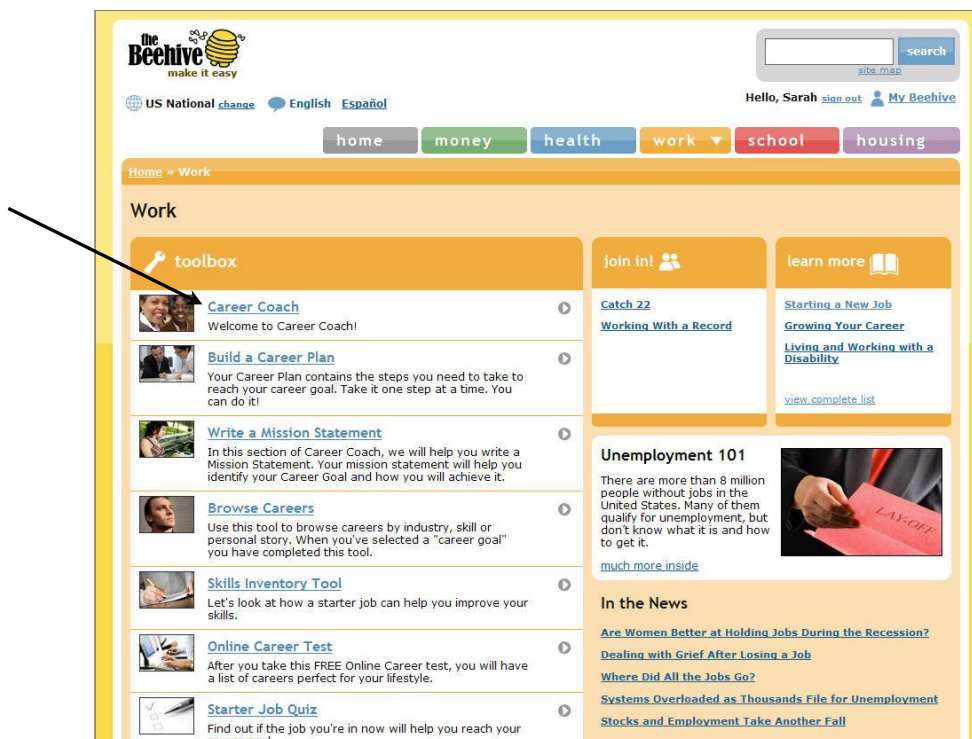 the
Beehive
make it easy
search
site map
US National change English Español
Hello, Sarah sign out My Beehive
home money health work school housing
Home » Work
Work
toolbox
Career Coach
Welcome to Career Coach!
Build a Career Plan
Your Career Plan contains the steps you need to take to
reach your career goal. Take it one step at a time. You
can do it!
Write a Mission Statement
In this section of Career Coach, we will help you write a
Mission Statement. Your mission statement will help you
identify your Career Goal and how you will achieve it.
Browse Careers
Use this tool to browse careers by industry, skill or
personal story. When you've selected a "career goal"
you have completed this tool.
Skills Inventory Tool
Let's look at how a starter job can help you improve your
skills.
Online Career Test
After you take this FREE Online Career test, you will have
a list of careers perfect for your lifestyle.
Starter Job Quiz
Find out if the job you're in now will help you reach your
join in!
Catch 22
Working With a Record
learn more
Starting a New Job
Growing Your Career
Living and Working with a
Disability
view complete list
Unemployment 101
There are more than 8 million
people without jobs in the
United States. Many of them
qualify for unemployment, but
don't know what it is and how
to get it.
much more inside
LAY-OFF
In the News
Are Women Better at Holding Jobs During the Recession?
Dealing with Grief After Losing a Job
Where Did All the Jobs Go?
Systems Overloaded as Thousands File for Unemployment
Stocks and Employment Take Another Fall